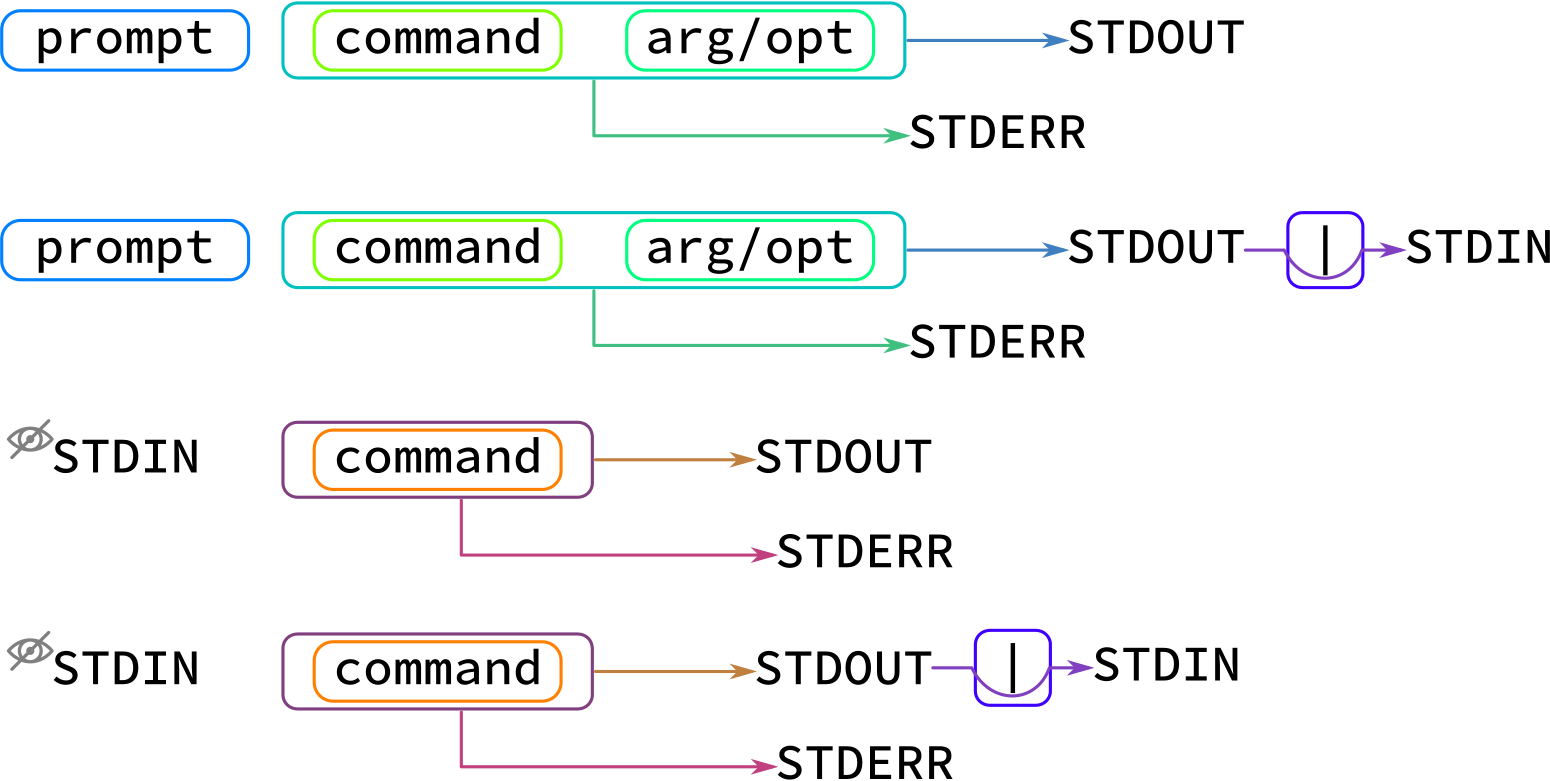 prompt command arg/opt STDOUT
STDERR
prompt command arg/opt STDOUT | STDIN
STDERR
STDIN command STDOUT
STDERR
STDIN command STDOUT | STDIN
STDERR